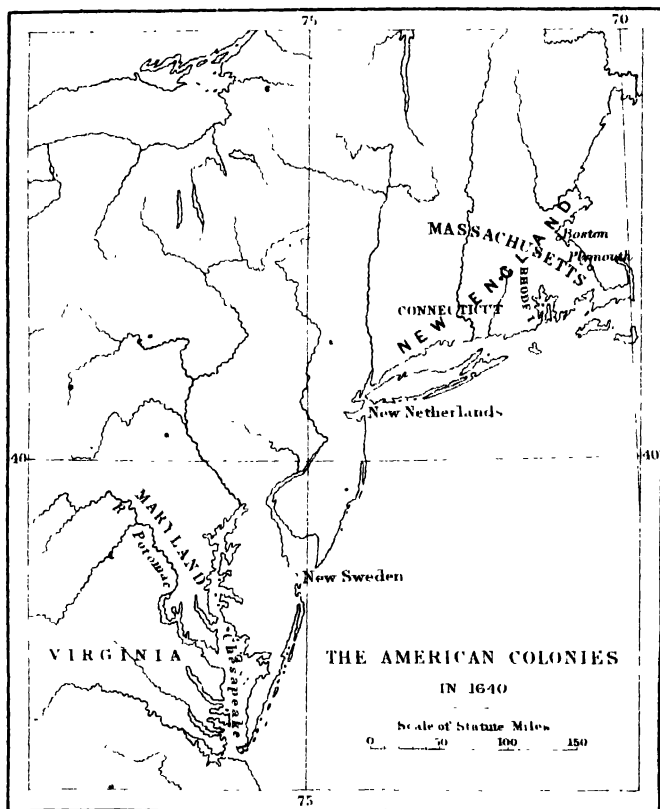 75
70
NEW ENGLAND
MASSACHUSETTS
Boston
Plymouth
RHODE I
CONNECTICUT
New Netherlands
40
40
MARYLAND
R Potomac
New Sweden
VIRGINIA
Chesapeake B
THE AMERICAN COLONIES
IN 1640
Scale of Statute Miles
0 50 100 150
75